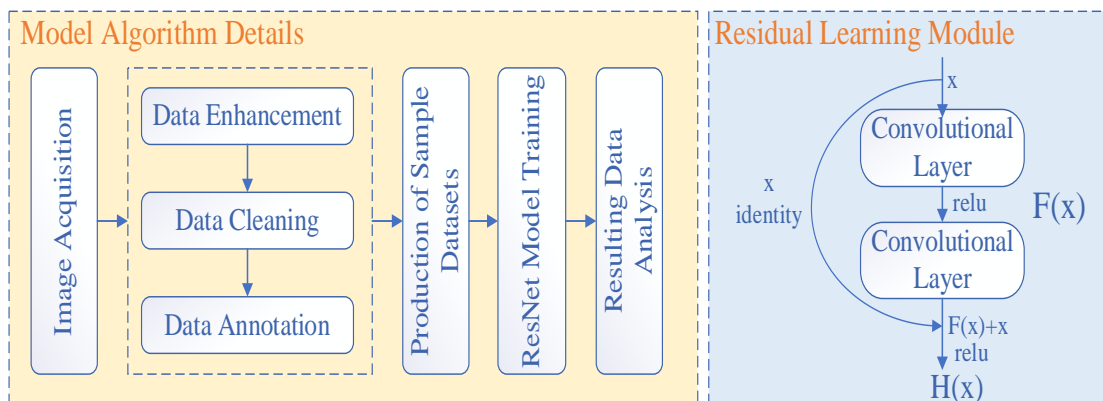 Model Algorithm Details
Image Acquisition
Data Enhancement
Data Cleaning
Data Annotation
Production of Sample
Datasets
ResNet Model Training
Resulting Data
Analysis
Residual Learning Module
x
Convolutional
Layer
relu
F(x)
x
identity
Convolutional
Layer
F(x)+x
relu
H(x)